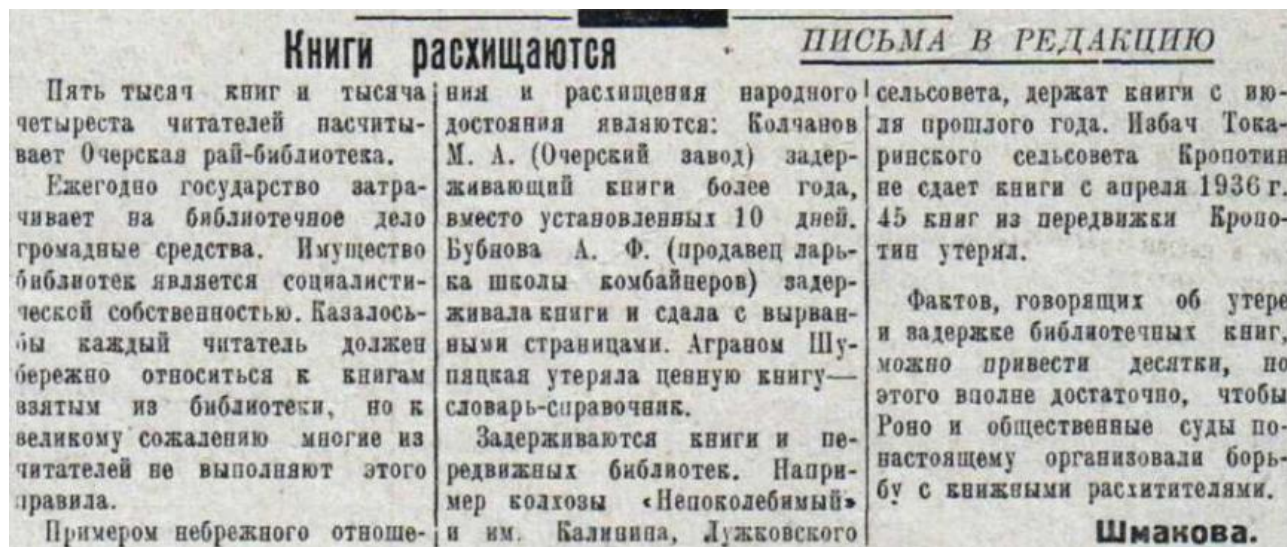 Книги расхищаются
ПИСЬМА В РЕДАКЦИЮ
Пять тысяч книг и тысяча
четыреста читателей насчиты-
вает Очерская рай-библиотека.
Ежегодно государство затра-
чивает на библиотечное дело
громадные средства. Имущество
библиотек является социалисти-
ческой собственностью. Казалось-
бы каждый читатель должен
бережно относиться к книгам
взятым из библиотеки, но к
великому сожалению многие из
читателей не выполняют этого
правила.
Примером небрежного отноше-
ния и расхищения народного
достояния являются: Колчанов
М. А. (Очерский завод) задер-
живающий книги более года,
вместо установленных 10 дней.
Бубнова А. Ф. (продавец ларь-
ка школы комбайнеров) задер-
живала книги и сдала с вырван-
ными страницами. Аграном Шу-
пяцкая утеряла ценную книгу—
словарь-справочник.
Задерживаются книги и пе-
редвижных библиотек. Напри-
мер колхозы «Непоколебимый»
и им. Калинина, Лужковского
сельсовета, держат книги с ию-
ля прошлого года. Избач Тока-
ринского сельсовета Кропотин
не сдает книги с апреля 1936 г.
45 книг из передвижки Кропо-
тин утерял.
Фактов, говорящих об утере
и задержке библиотечных книг,
можно привести десятки, но
этого вполне достаточно, чтобы
Роно и общественные суды по-
настоящему организовали борь-
бу с книжными расхитителями.
Шмакова.